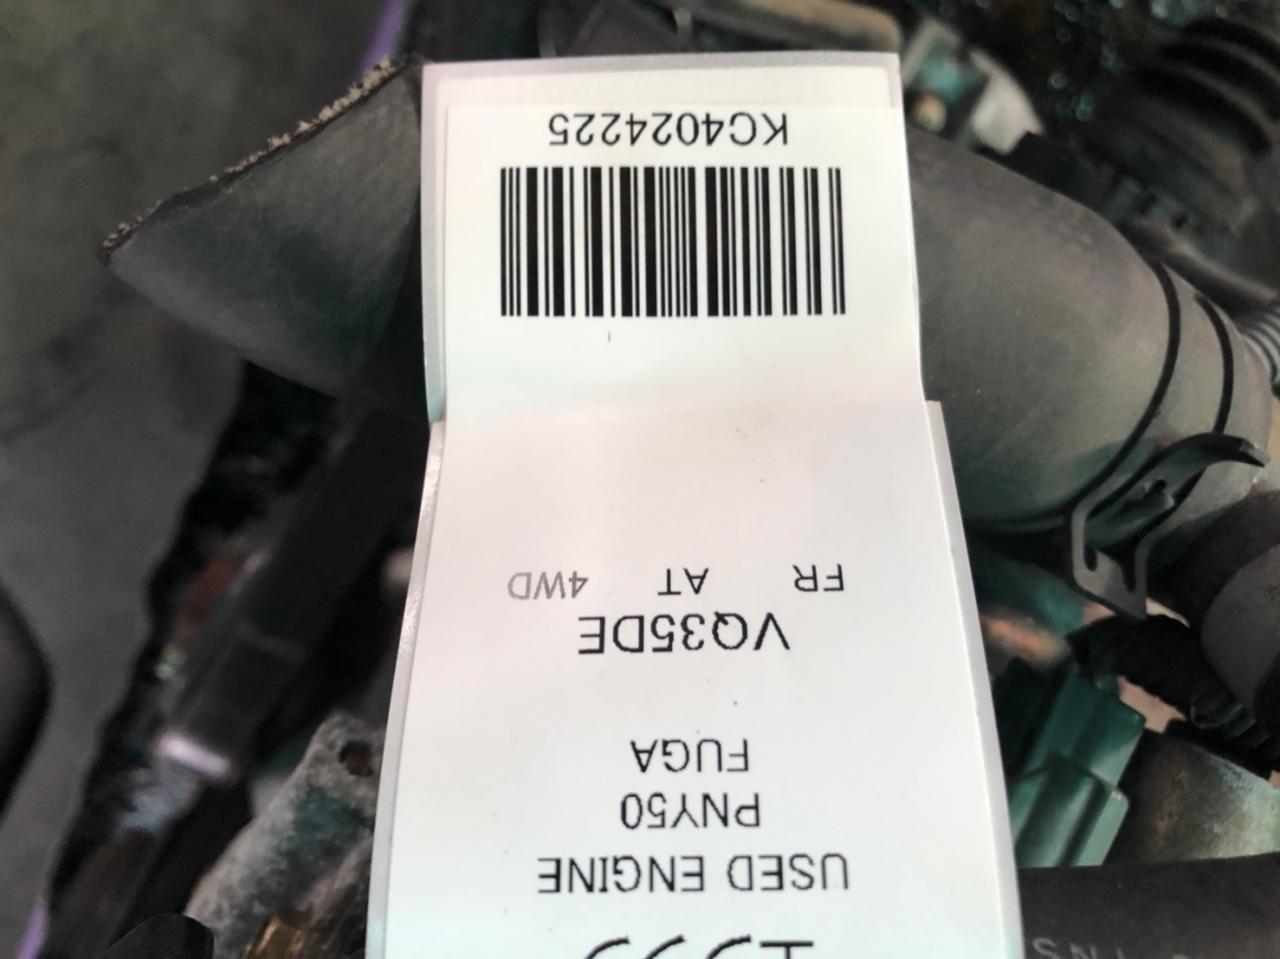 USED ENGINE
PNY50
FUGA
VQ35DE
FR AT 4WD
KC4024225